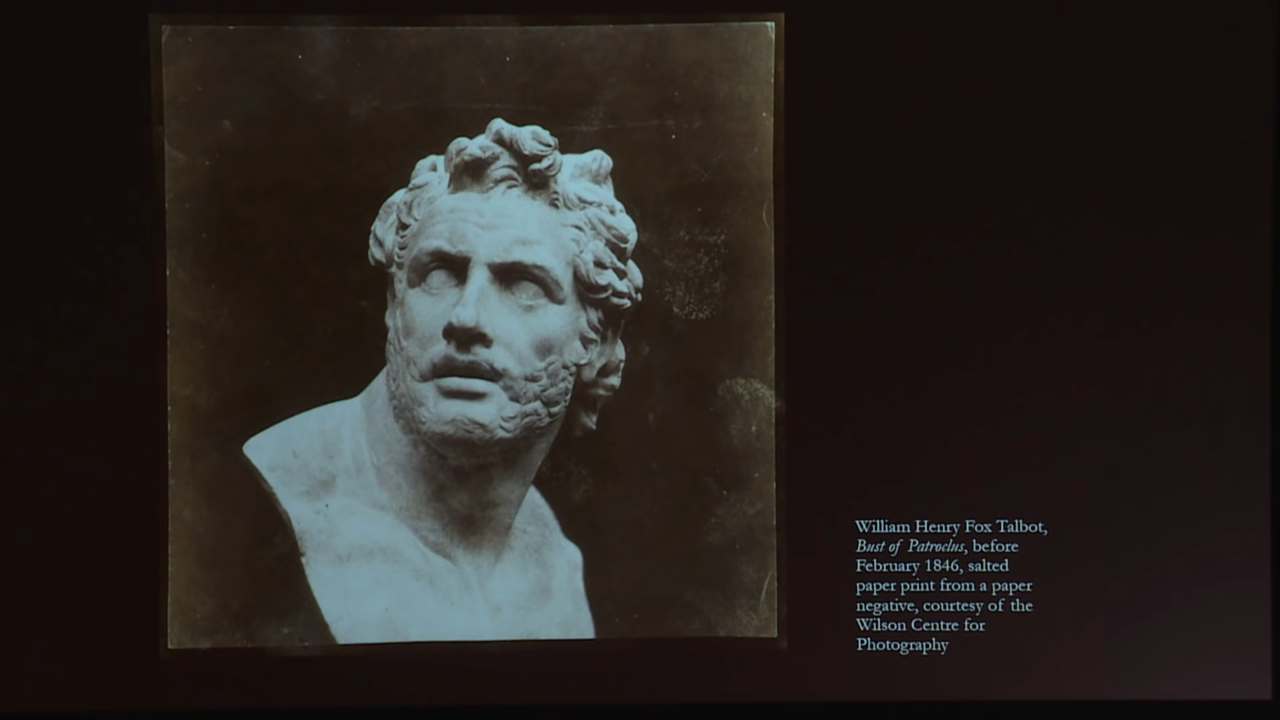 William Henry Fox Talbot,
Bust of Patroclus, before
February 1846, salted
paper print from a paper
negative, courtesy of the
Wilson Centre for
Photography